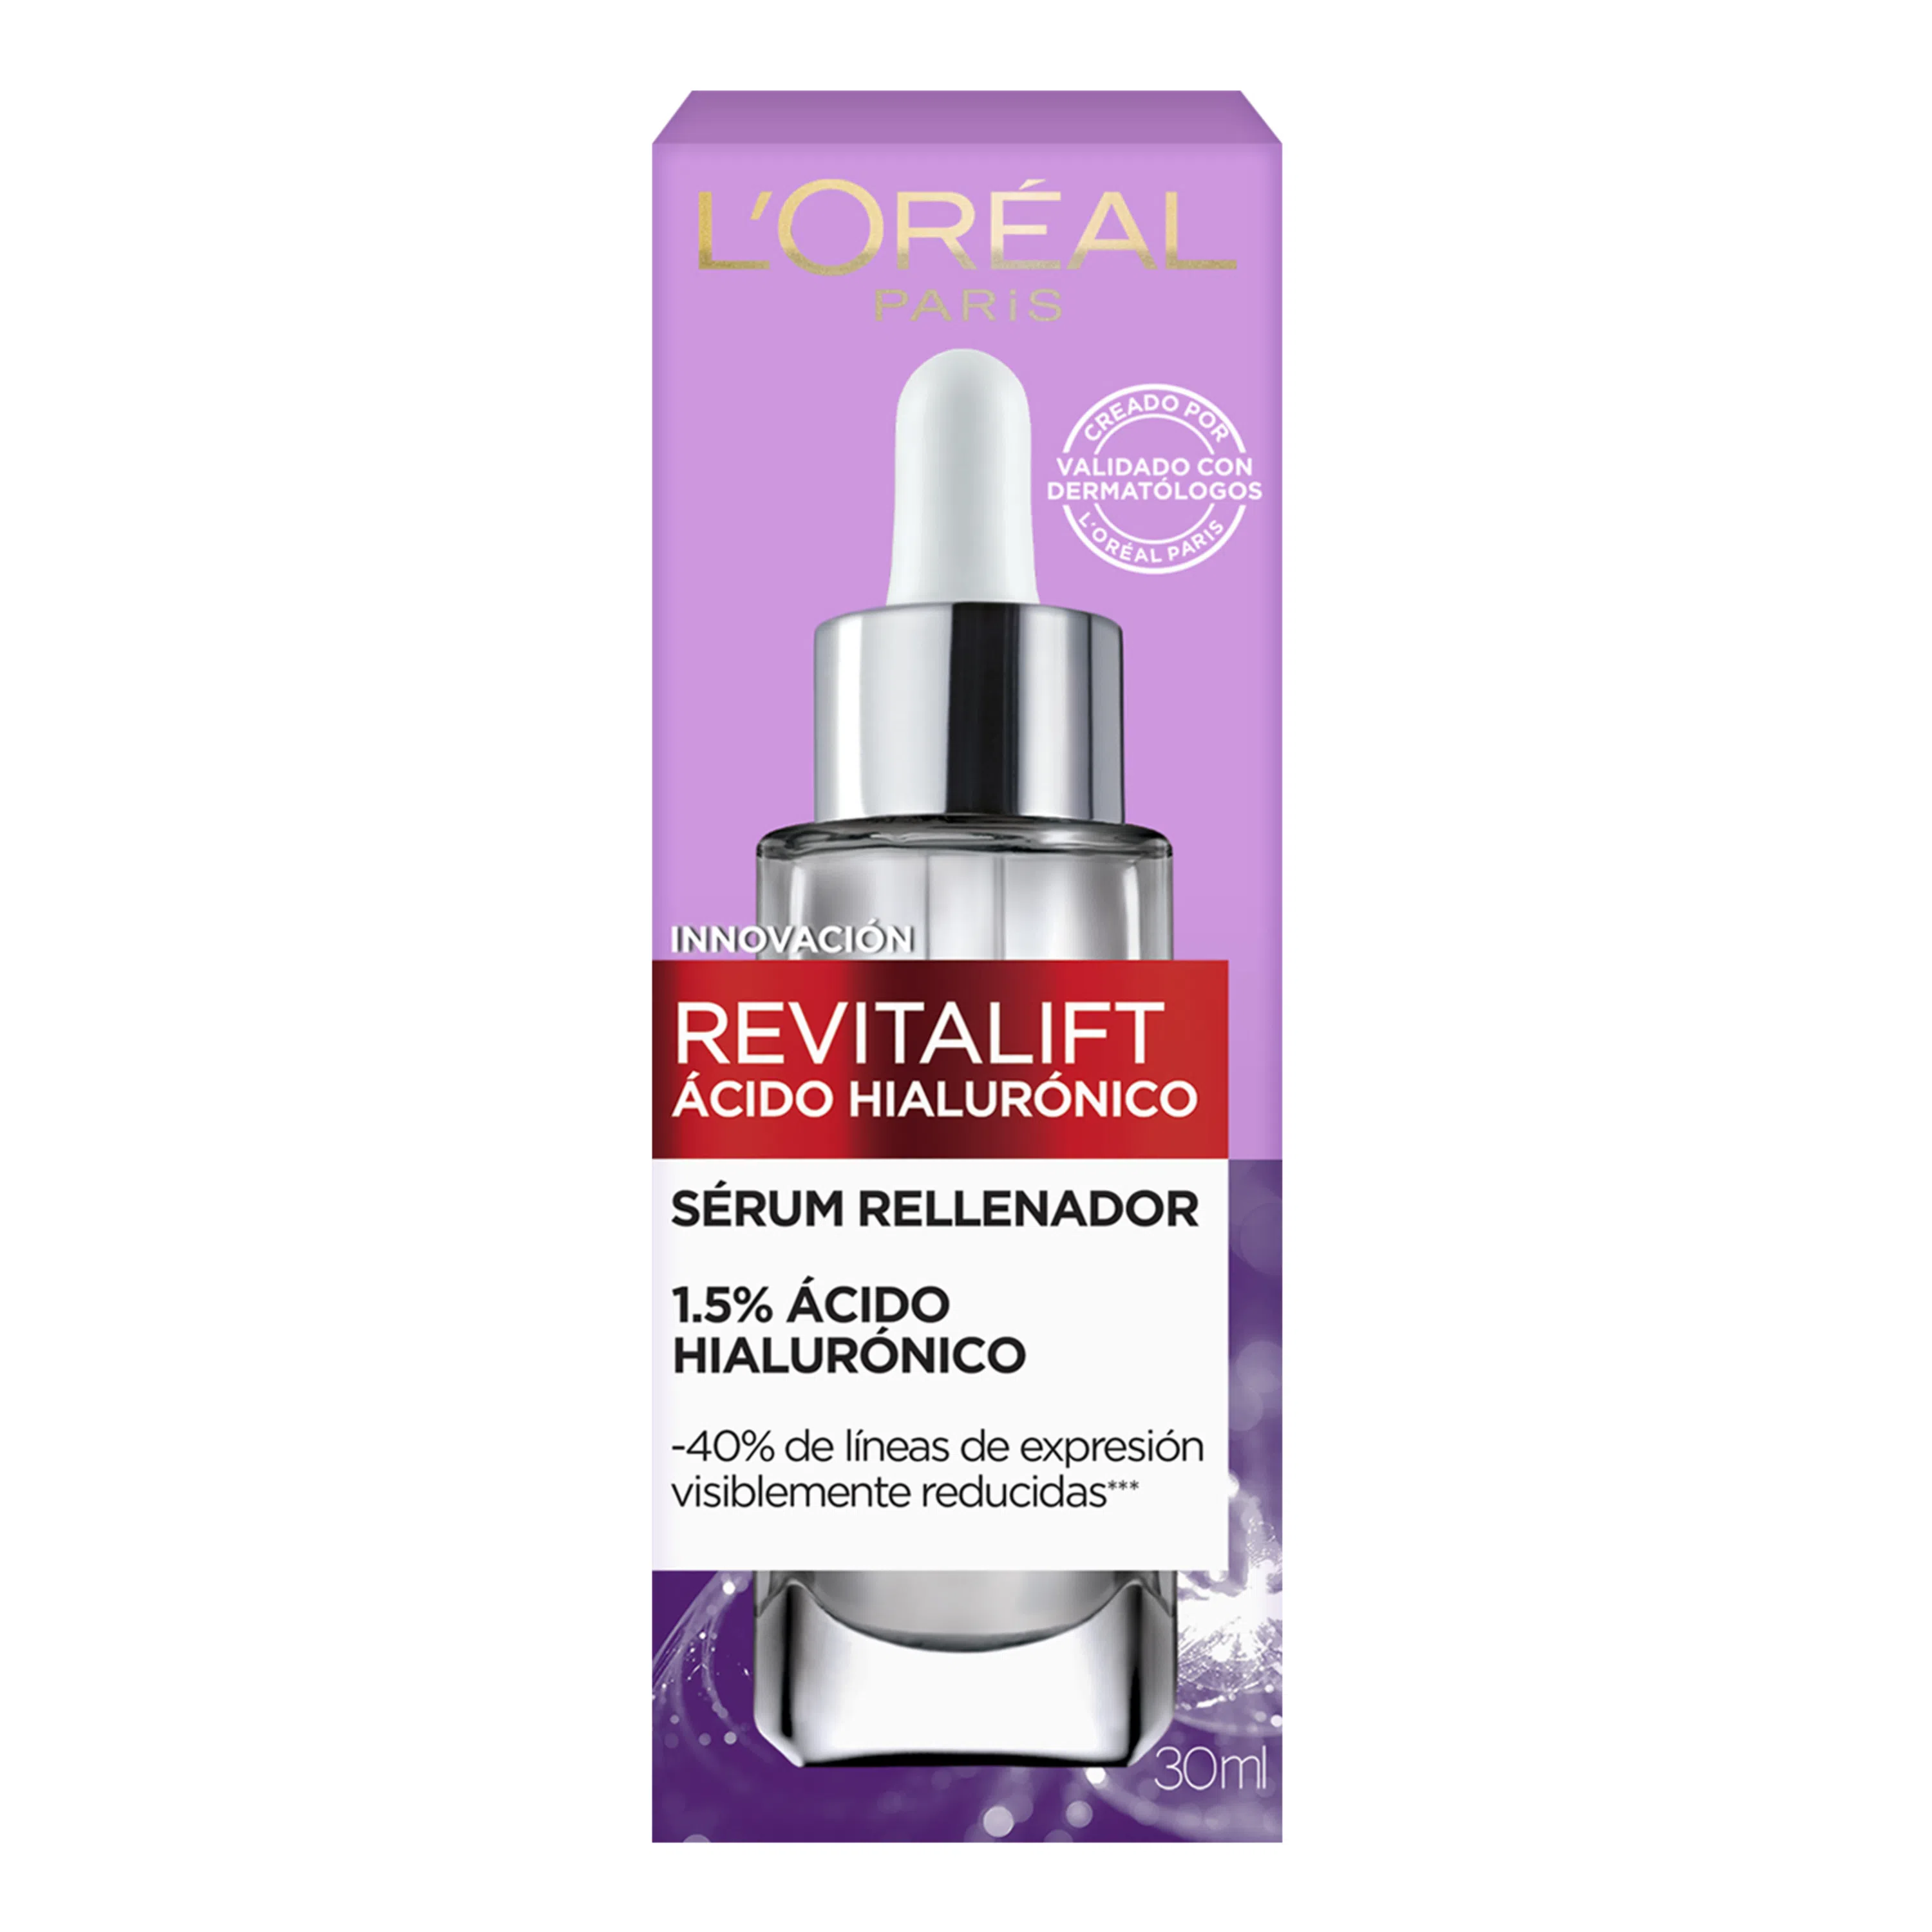 L'ORÉAL
PARiS
CREADO POR
VALIDADO CON
DERMATÓLOGOS
L'ORÉAL PARIS
INNOVACIÓN
REVITALIFT
ÁCIDO HIALURÓNICO
SÉRUM RELLENADOR
1.5% ÁCIDO
HIALURÓNICO
-40% de líneas de expresión
visiblemente reducidas***
30ml